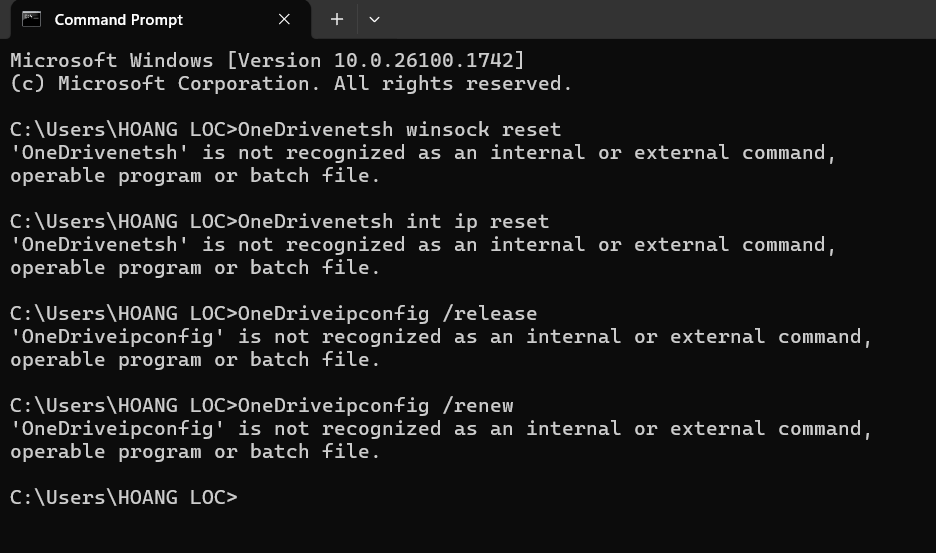 Command Prompt
Microsoft Windows [Version 10.0.26100.1742]
(c) Microsoft Corporation. All rights reserved.
C:\Users\HOANG LOC>OneDrivenetsh winsock reset
'OneDrivenetsh' is not recognized as an internal or external command,
operable program or batch file.
C:\Users\HOANG LOC>OneDrivenetsh int ip reset
'OneDrivenetsh' is not recognized as an internal or external command,
operable program or batch file.
C:\Users\HOANG LOC>OneDriveipconfig /release
'OneDriveipconfig' is not recognized as an internal or external command,
operable program or batch file.
C:\Users\HOANG LOC>OneDriveipconfig /renew
'OneDriveipconfig' is not recognized as an internal or external command,
operable program or batch file.
C:\Users\HOANG LOC>